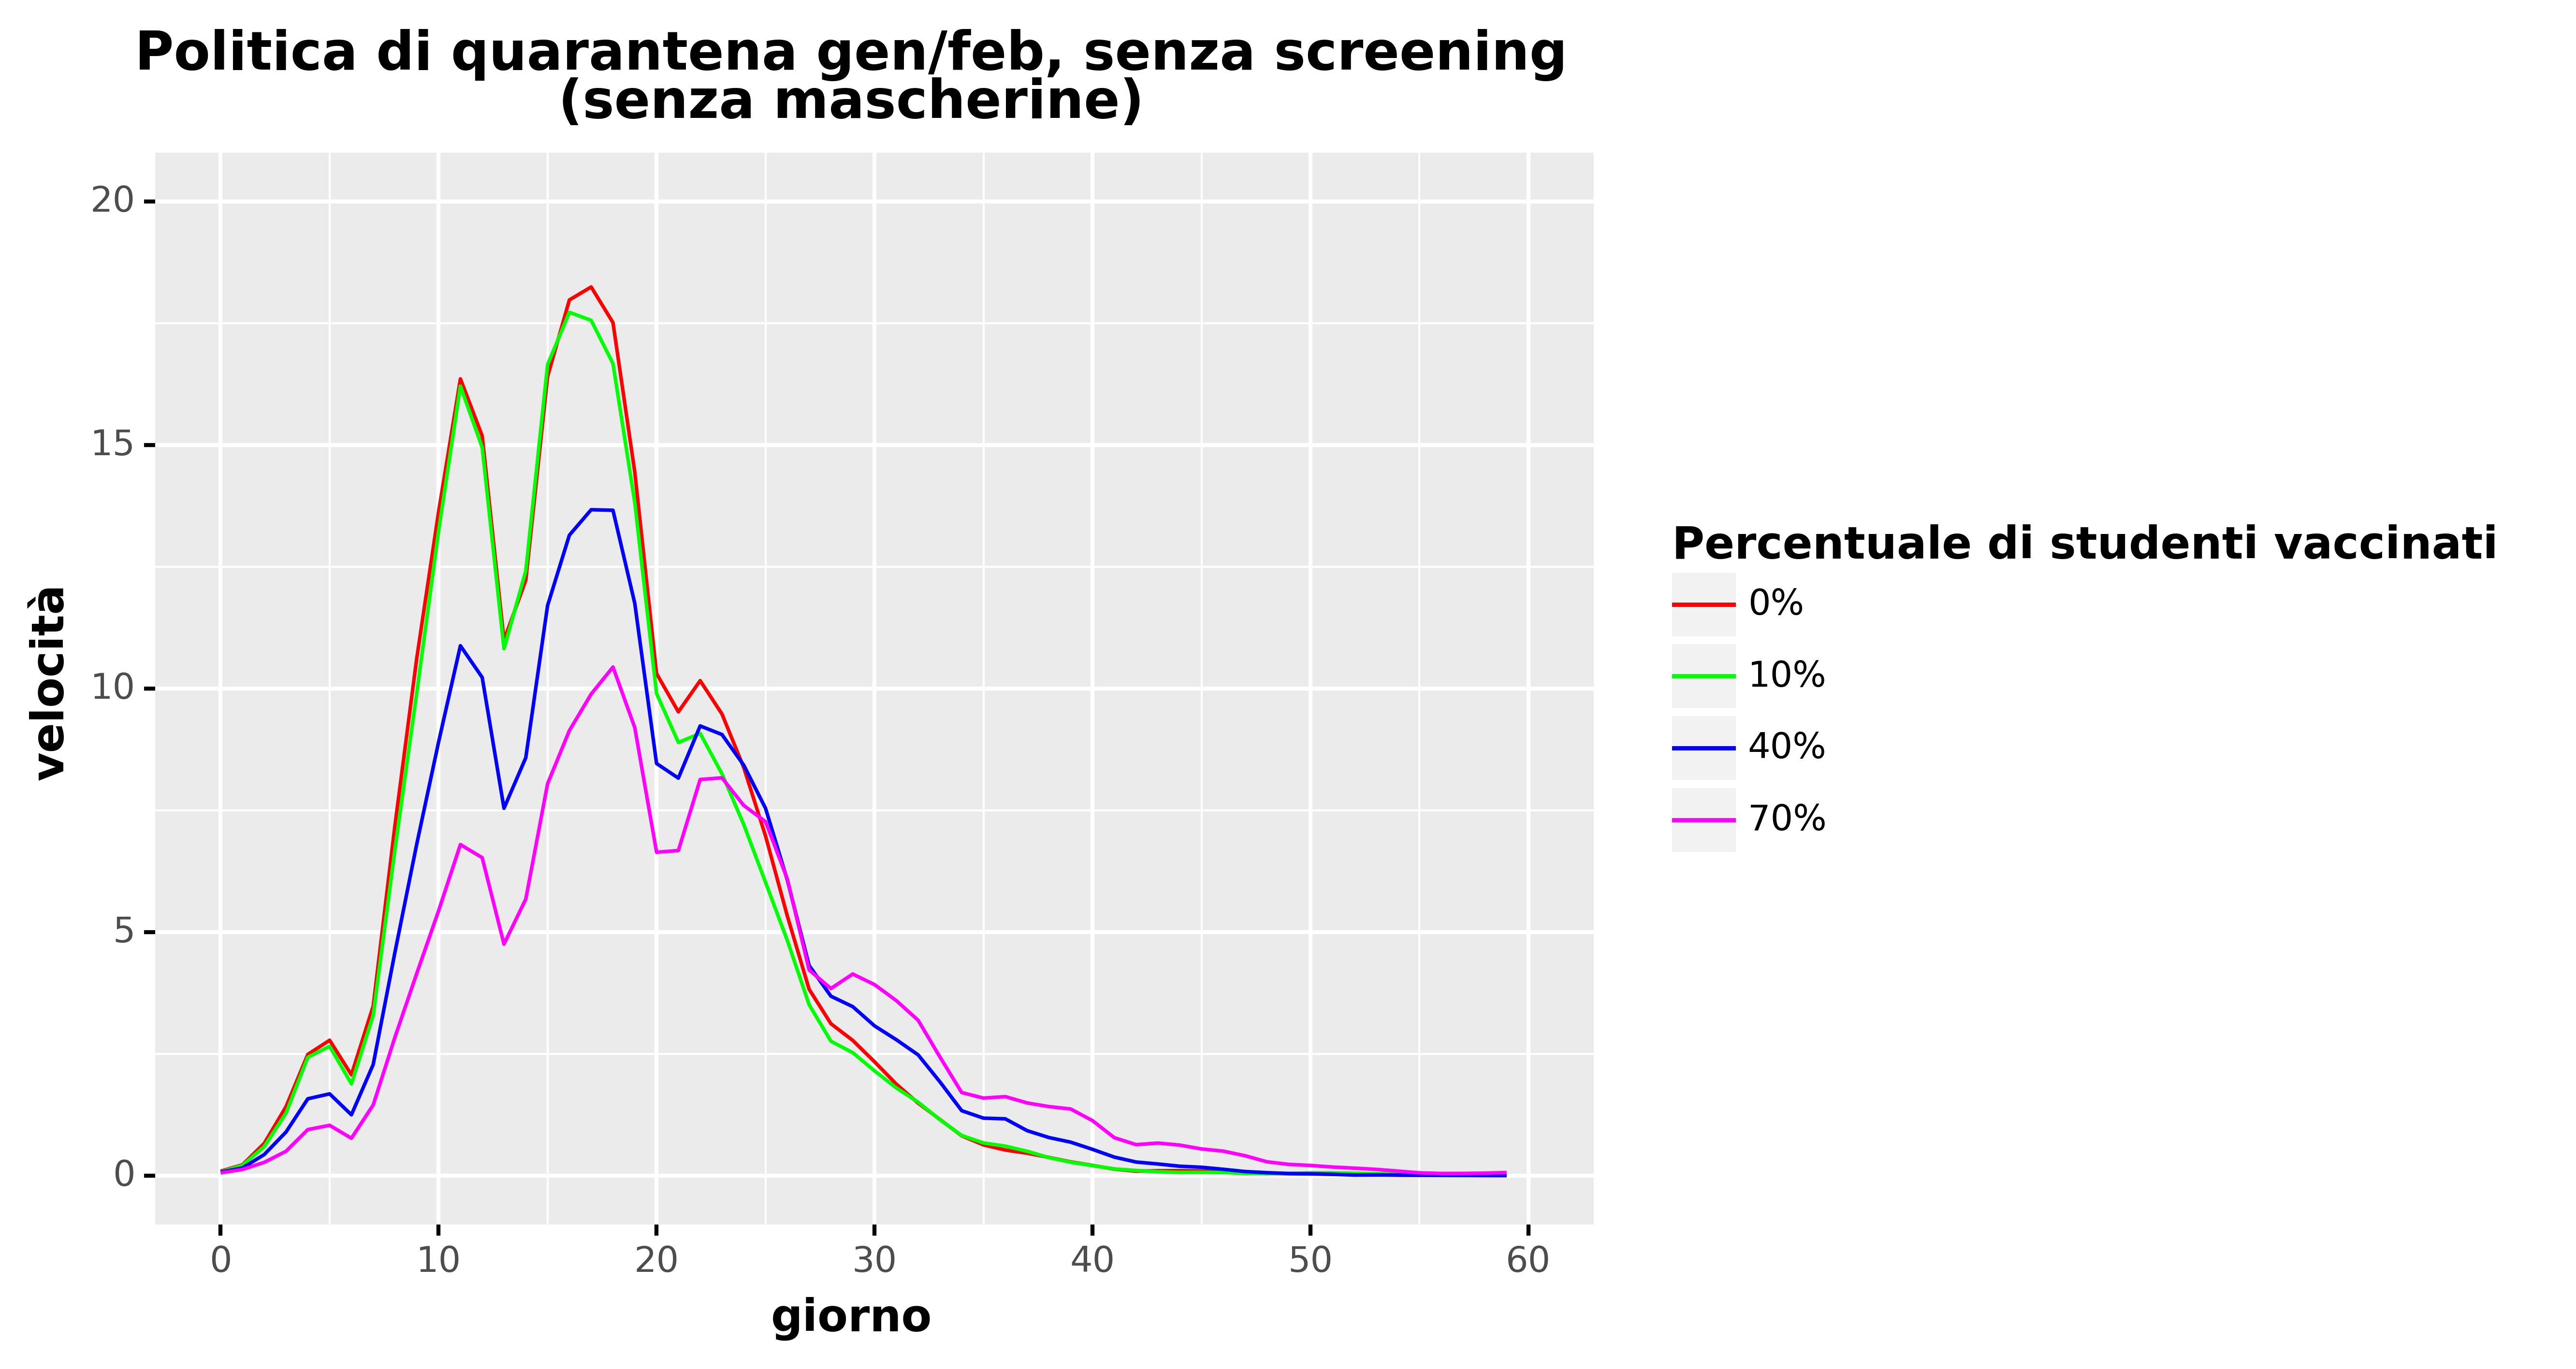 Politica di quarantena gen/feb, senza screening
(senza mascherine)
20
15
10
5
0
velocità
0 10 20 30 40 50 60
giorno
Percentuale di studenti vaccinati
0%
10%
40%
70%